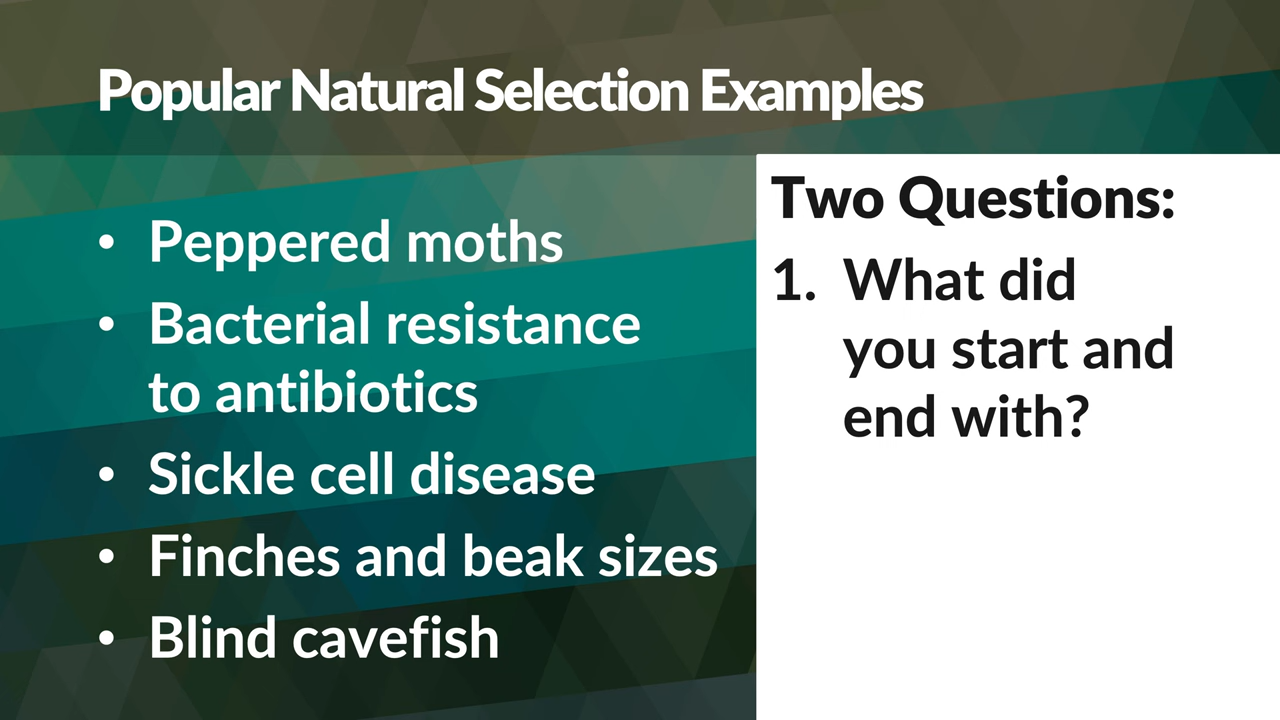 Popular Natural Selection Examples
• Peppered moths
• Bacterial resistance
to antibiotics
• Sickle cell disease
• Finches and beak sizes
• Blind cavefish
Two Questions:
1. What did
you start and
end with?